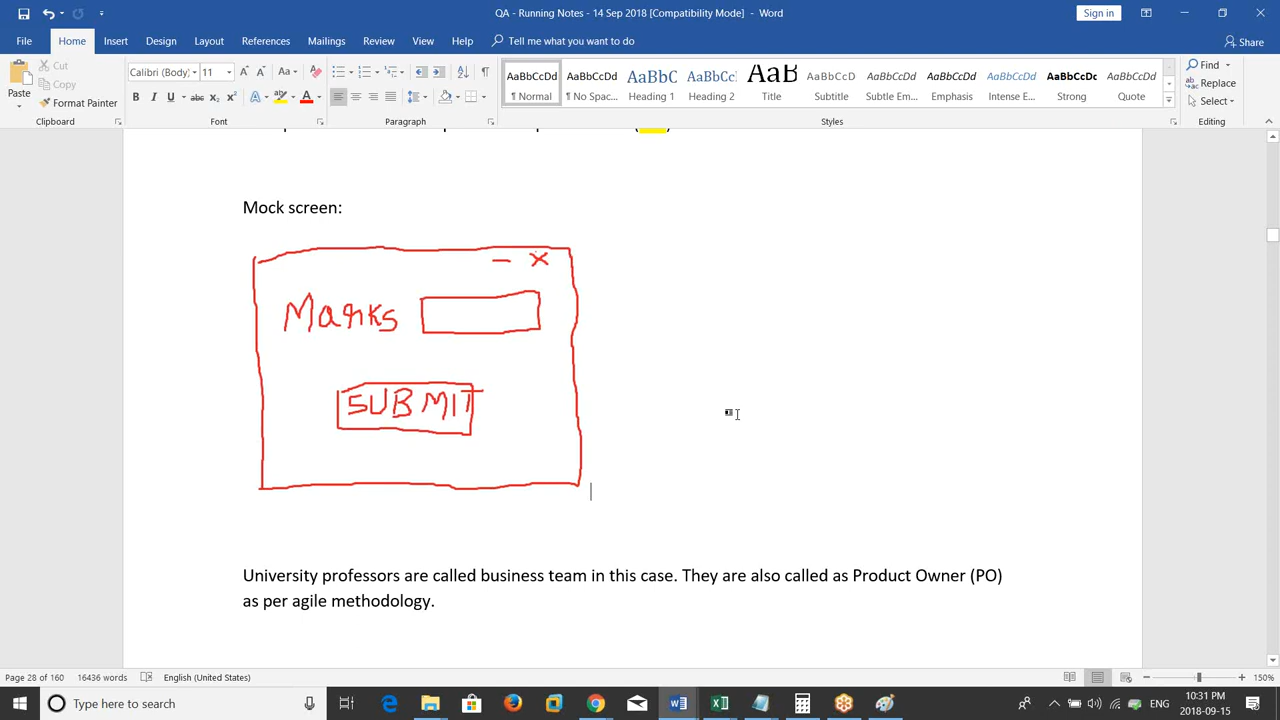 QA - Running Notes - 14 Sep 2018 [Compatibility Mode] - Word
Sign in
File Home Insert Design Layout References Mailings Review View Help Tell me what you want to do
Share
Paste
Cut
Copy
Format Painter
Clipboard
Calibri (Body) 11
Font
Paragraph
AaBbCcDd AaBbCcDd AaBbC AaBbCc AaB AaBbCcD AaBbCcDd AaBbCcDd AaBbCcDd AaBbCcDc AaBbCcDd
¶ Normal ¶ No Spac... Heading 1 Heading 2 Title Subtitle Subtle Em... Emphasis Intense E... Strong Quote
Styles
Find
Replace
Select
Editing
Mock screen:
– X
Marks
SUBMIT
University professors are called business team in this case. They are also called as Product Owner (PO)
as per agile methodology.
Page 28 of 160 16436 words English (United States) 150%
Type here to search
ENG
10:31 PM
2018-09-15